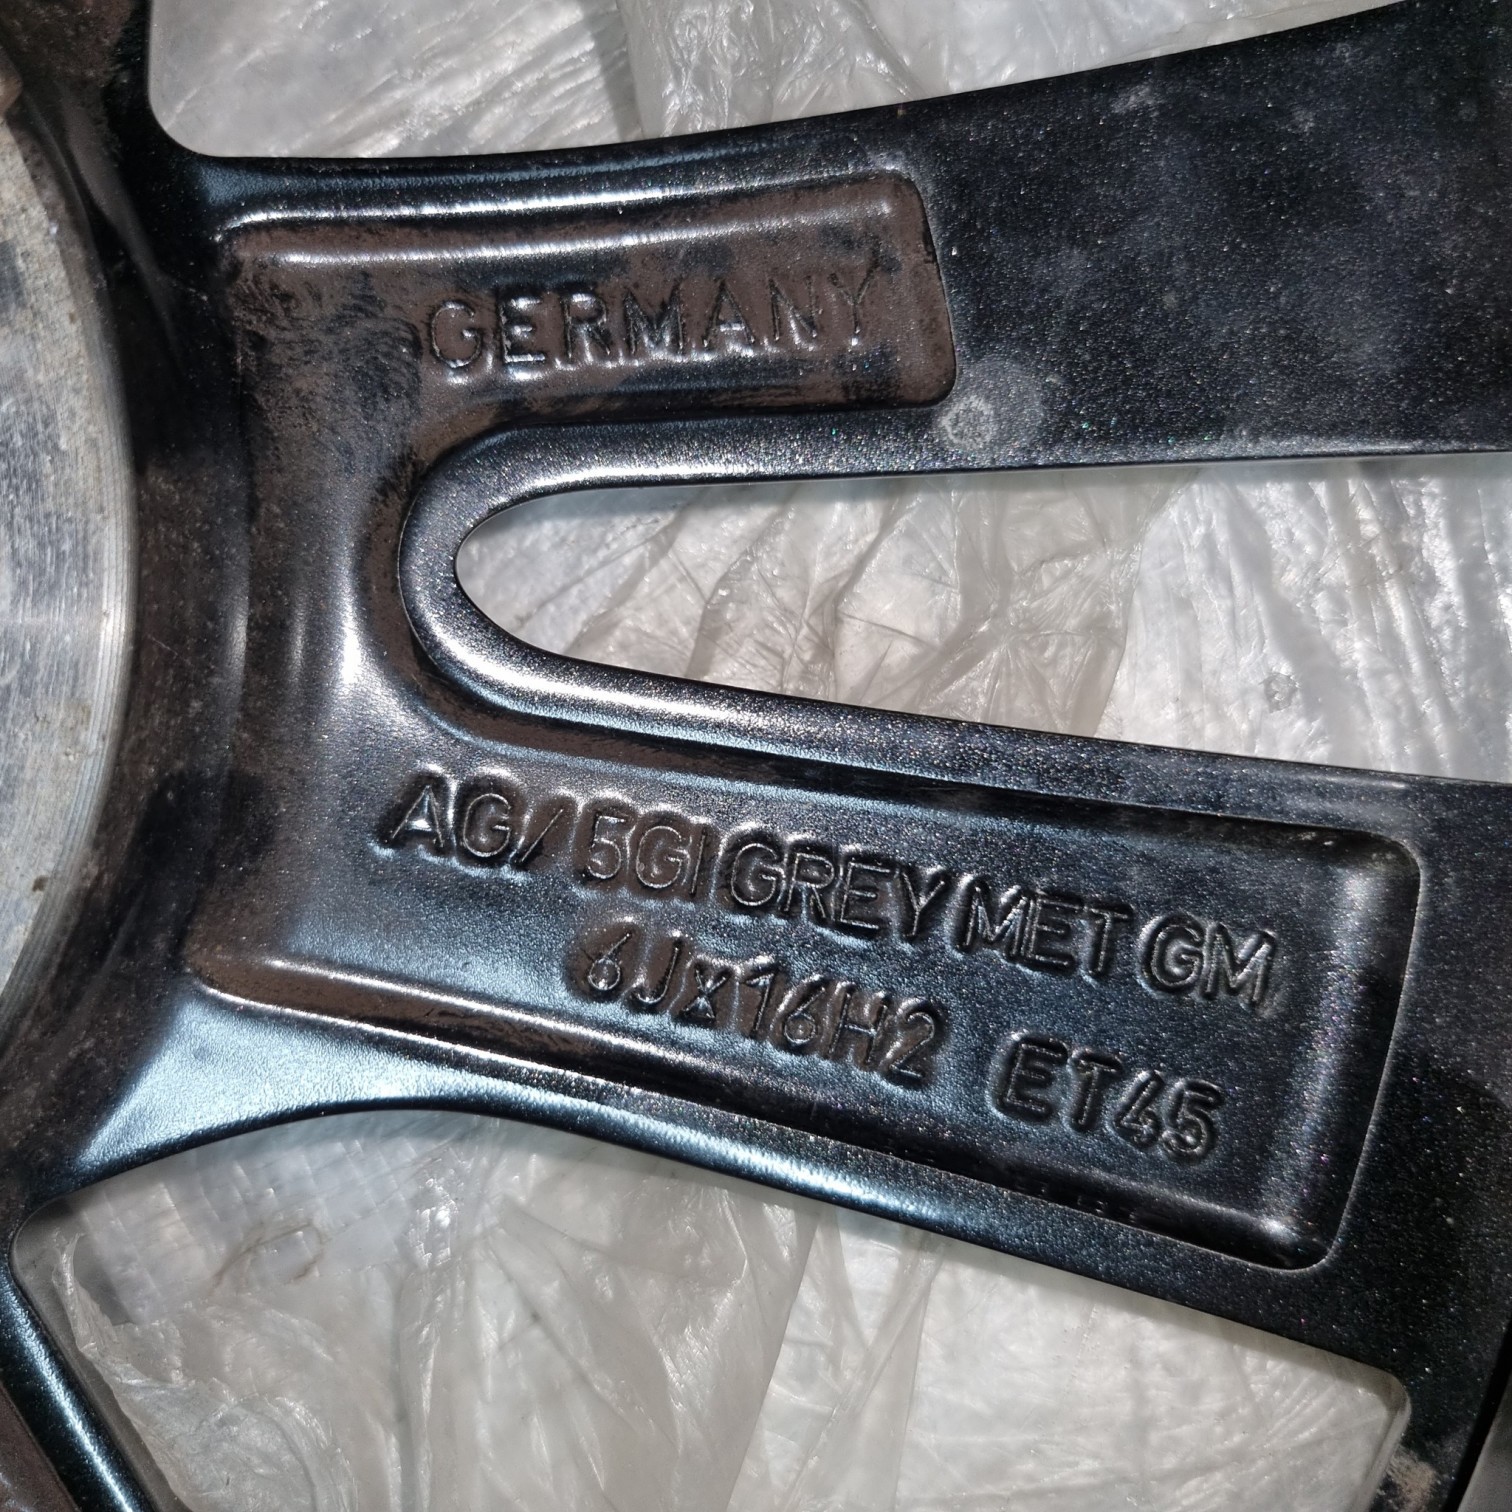 GERMANY
AG/5GI GREY MET GM
6Jx16H2 ET45